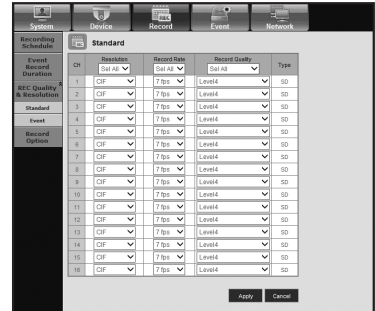 System Device Record Event Network
Recording Schedule
Event Record Duration
REC Quality & Resolution
Standard
Event
Record Option
Standard
CH Resolution Record Rate Record Quality Type
Sel All Sel All Sel All
1 CIF 7 fps Level4 SD
2 CIF 7 fps Level4 SD
3 CIF 7 fps Level4 SD
4 CIF 7 fps Level4 SD
5 CIF 7 fps Level4 SD
6 CIF 7 fps Level4 SD
7 CIF 7 fps Level4 SD
8 CIF 7 fps Level4 SD
9 CIF 7 fps Level4 SD
10 CIF 7 fps Level4 SD
11 CIF 7 fps Level4 SD
12 CIF 7 fps Level4 SD
13 CIF 7 fps Level4 SD
14 CIF 7 fps Level4 SD
15 CIF 7 fps Level4 SD
16 CIF 7 fps Level4 SD
Apply Cancel